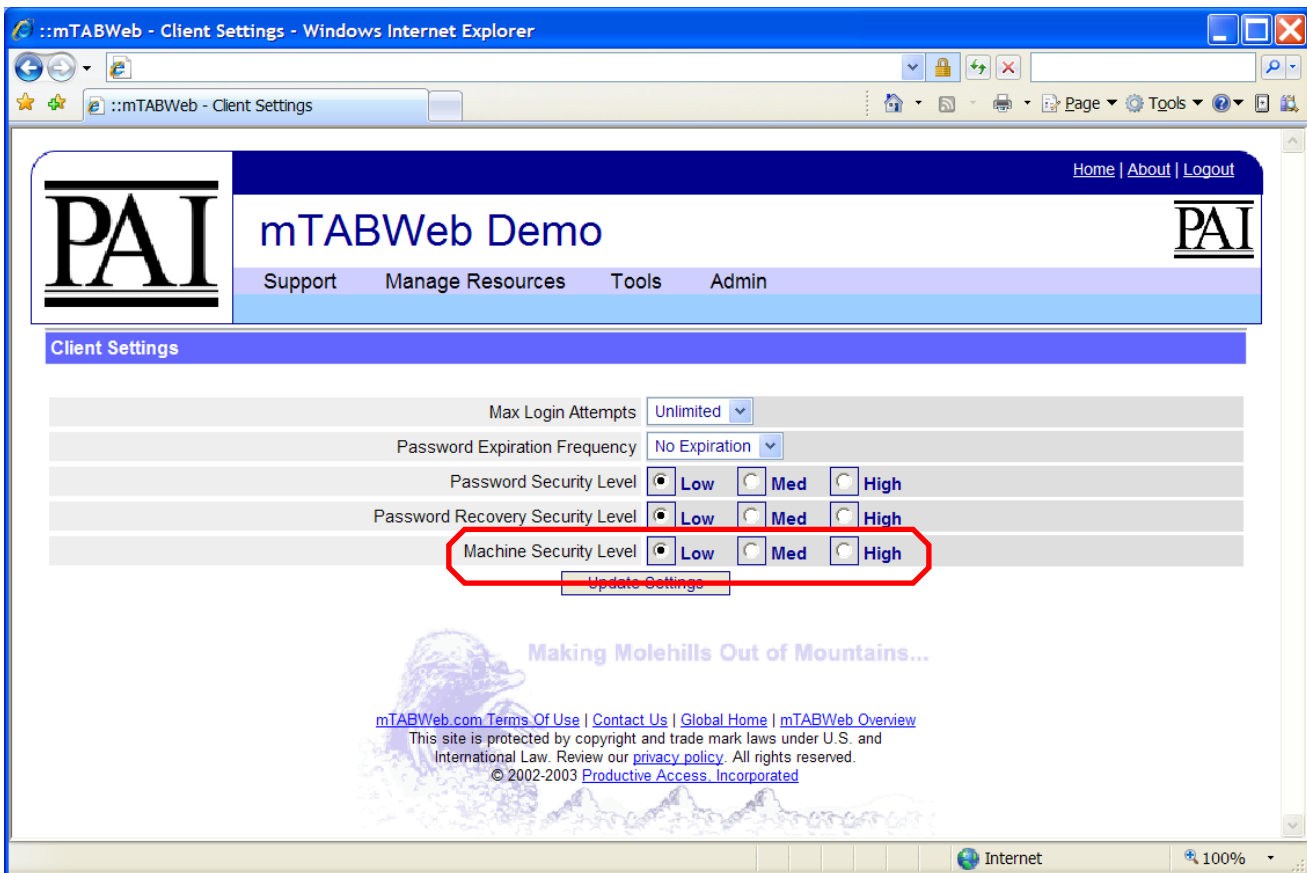 ::mTABWeb - Client Settings - Windows Internet Explorer
::mTABWeb - Client Settings
Page
Tools
Home | About | Logout
PAI
mTABWeb Demo
PAI
Support Manage Resources Tools Admin
Client Settings
Max Login Attempts Unlimited
Password Expiration Frequency No Expiration
Password Security Level Low Med High
Password Recovery Security Level Low Med High
Machine Security Level Low Med High
Update Settings
Making Molehills Out of Mountains...
mTABWeb.com Terms Of Use | Contact Us | Global Home | mTABWeb Overview
This site is protected by copyright and trade mark laws under U.S. and
International Law. Review our privacy policy. All rights reserved.
© 2002-2003 Productive Access, Incorporated
Internet 100%